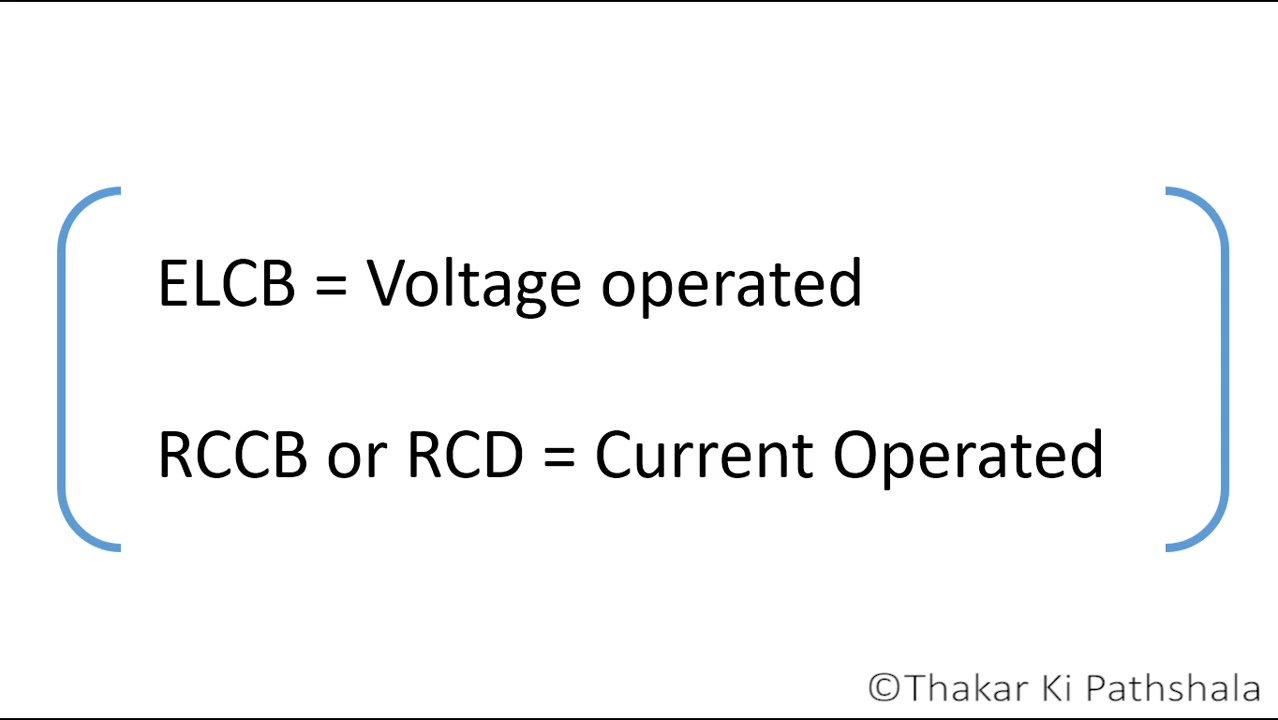 ELCB = Voltage operated
RCCB or RCD = Current Operated
©Thakar Ki Pathshala